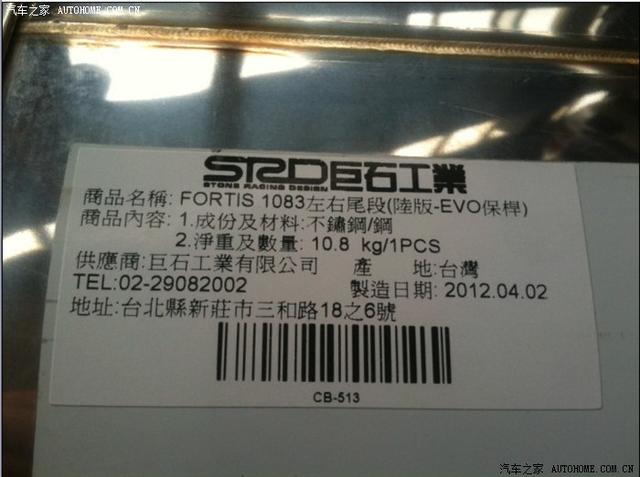 汽车之家 AUTOHOME.COM.CN
SRD巨石工業
STONE RACING DESIGN
商品名稱: FORTIS 1083左右尾段(陸版-EVO保桿)
商品內容: 1.成份及材料:不鏽鋼/鋼
2.淨重及數量: 10.8 kg/1PCS
供應商:巨石工業有限公司 產 地:台灣
TEL:02-29082002 製造日期: 2012.04.02
地址:台北縣新莊市三和路18之6號
CB-513
汽车之家 AUTOHOME.COM.CN